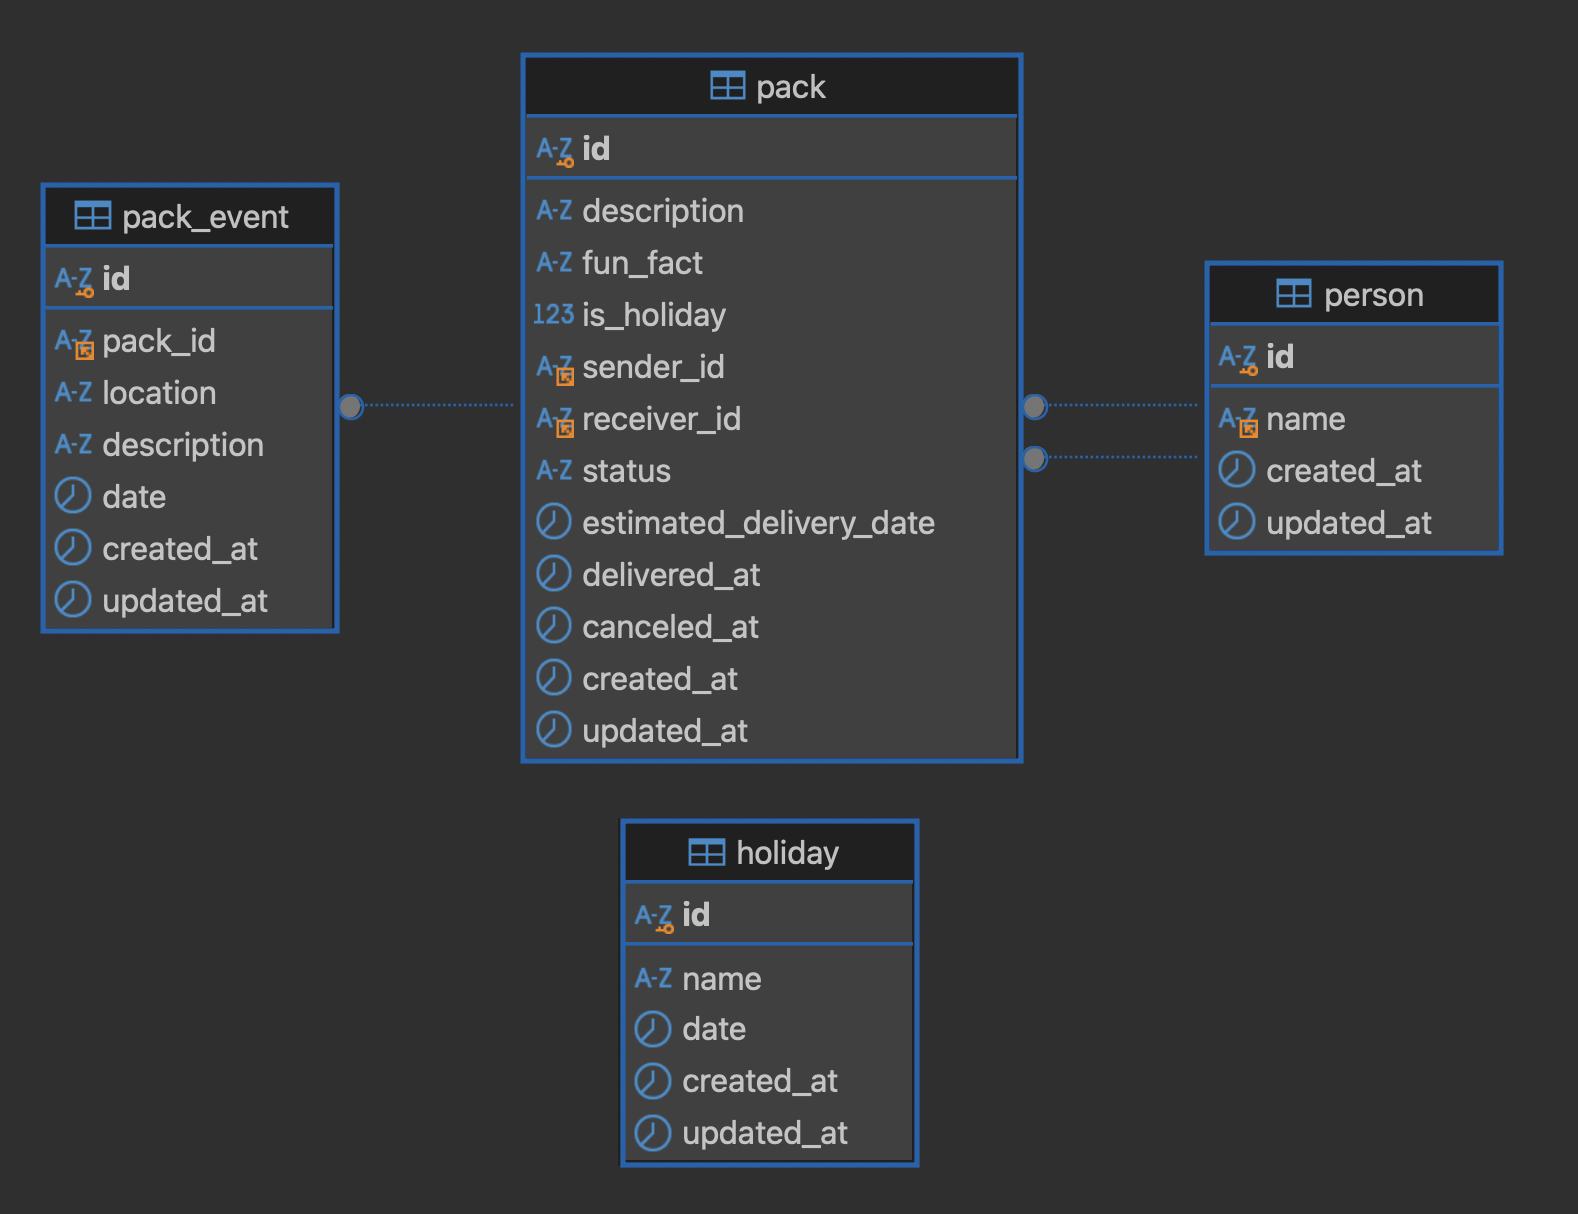 pack_event
A-Z id
A-Z pack_id
A-Z location
A-Z description
date
created_at
updated_at
pack
A-Z id
A-Z description
A-Z fun_fact
123 is_holiday
A-Z sender_id
A-Z receiver_id
A-Z status
estimated_delivery_date
delivered_at
canceled_at
created_at
updated_at
person
A-Z id
A-Z name
created_at
updated_at
holiday
A-Z id
A-Z name
date
created_at
updated_at